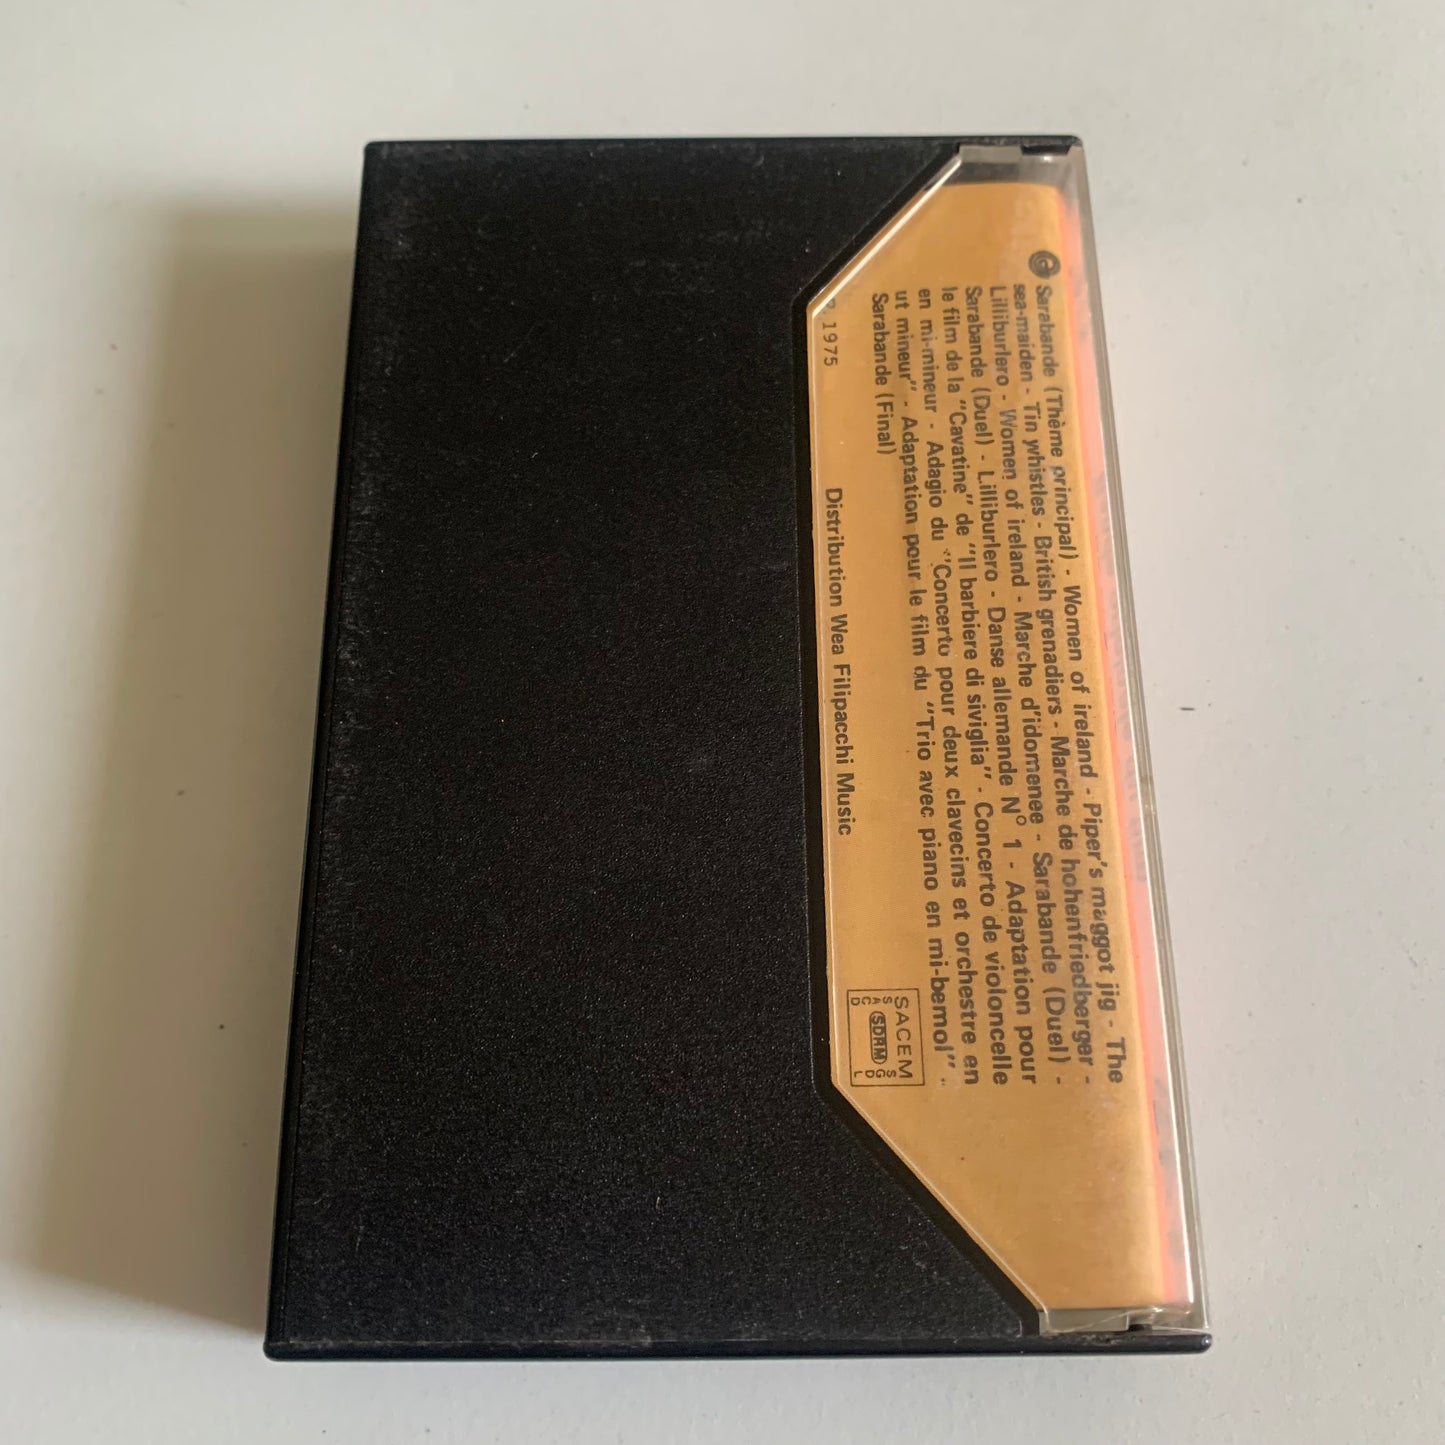 © Sarabande (Thème principal) - Women of ireland - Piper's maggot jig - The
sea-maiden - Tin whistles - British grenadiers - Marche de hohenfriedberger -
Lilliburlero - Women of ireland - Marche d'idomenee - Sarabande (Duel) -
Sarabande (Duel) - Lilliburlero - Danse allemande Nº 1 - Adaptation pour
le film de la "Cavatine" de "Il barbiere di siviglia" - Concerto de violoncelle
en mi-mineur - Adagio du "Concerto pour deux clavecins et orchestre en
ut mineur" - Adaptation pour le film du "Trio avec piano en mi-bemol" -
Sarabande (Final)
1975
Distribution Wea Filipacchi Music
SACEM
SACD SDRM SGDL